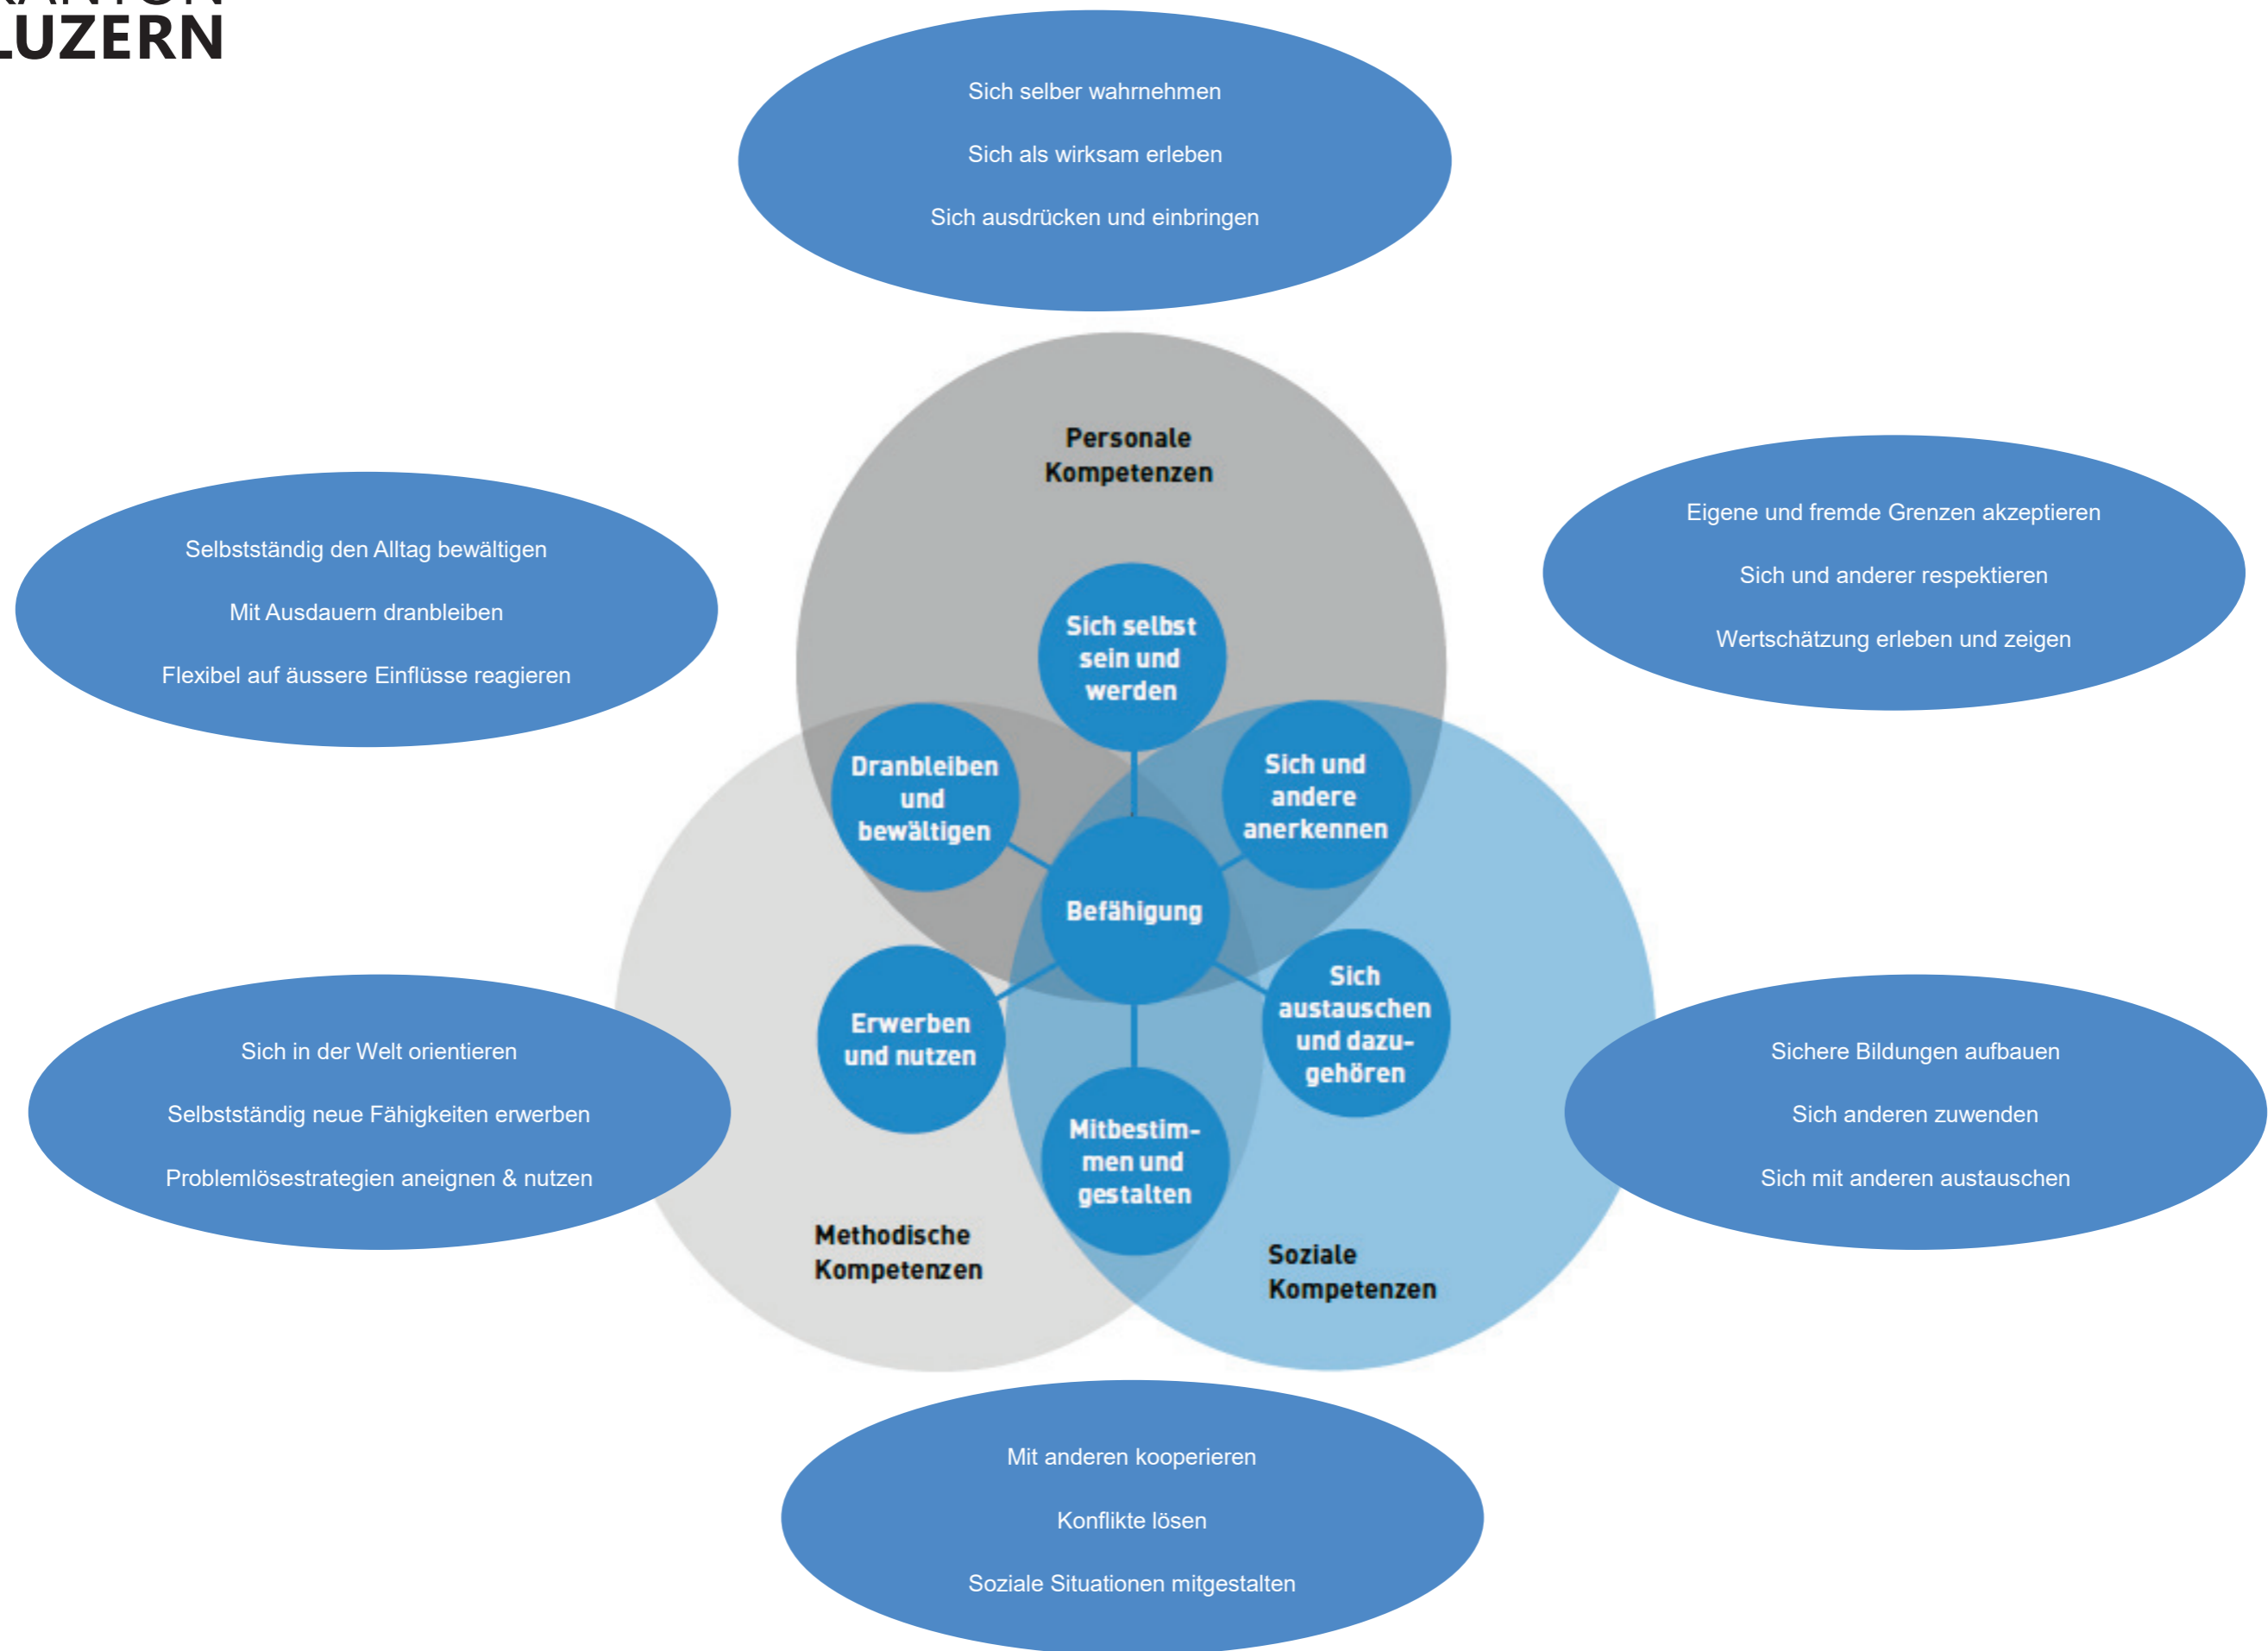 KANTON
LUZERN
Sich selber wahrnehmen
Sich als wirksam erleben
Sich ausdrücken und einbringen
Personale
Kompetenzen
Selbstständig den Alltag bewältigen
Mit Ausdauern dranbleiben
Flexibel auf äussere Einflüsse reagieren
Eigene und fremde Grenzen akzeptieren
Sich und anderer respektieren
Wertschätzung erleben und zeigen
Sich selbst
sein und
werden
Dranbleiben
und
bewältigen
Sich und
andere
anerkennen
Befähigung
Erwerben
und nutzen
Sich
austauschen
und dazu-
gehören
Mitbestim-
men und
gestalten
Sich in der Welt orientieren
Selbstständig neue Fähigkeiten erwerben
Problemlösestrategien aneignen & nutzen
Sichere Bildungen aufbauen
Sich anderen zuwenden
Sich mit anderen austauschen
Methodische
Kompetenzen
Soziale
Kompetenzen
Mit anderen kooperieren
Konflikte lösen
Soziale Situationen mitgestalten